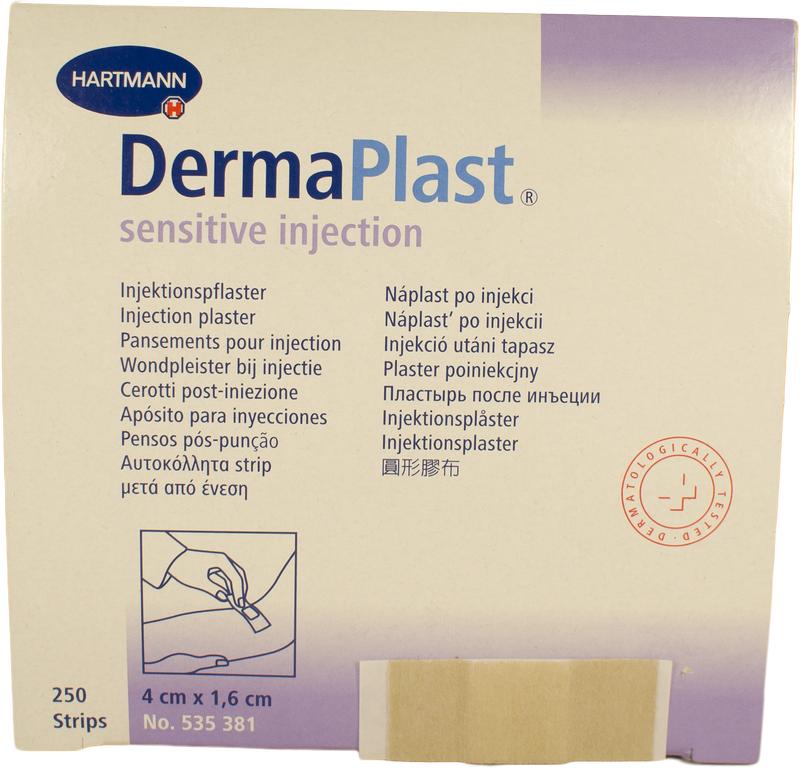 HARTMANN
DermaPlast®
sensitive injection
Injektionspflaster
Injection plaster
Pansements pour injection
Wondpleister bij injectie
Cerotti post-iniezione
Apósito para inyecciones
Pensos pós-punção
Αυτοκόλλητα strip
μετά από ένεση
Náplast po injekci
Náplast’ po injekcii
Injekció utáni tapasz
Plaster poiniekcjny
Пластырь после инъеции
Injektionsplåster
Injektionsplaster
圓形膠布
DERMATOLOGICALLY TESTED
250
Strips
4 cm x 1,6 cm
No. 535 381